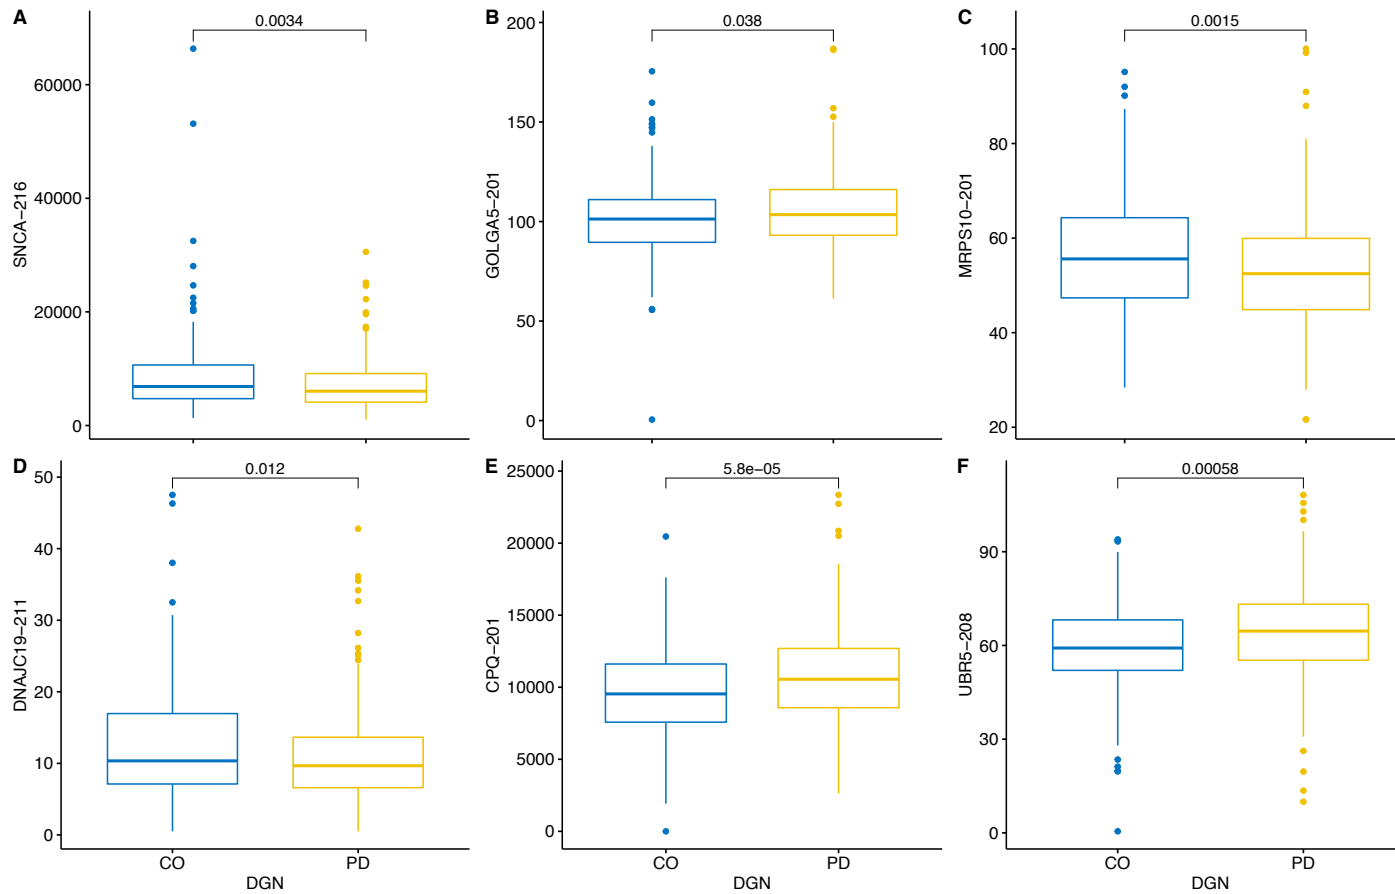 A
0.0034
60000
40000
20000
0
SNCA−216
B
0.038
200
150
100
50
0
GOLGA5−201
C
0.0015
100
80
60
40
20
MRPS10−201
D
0.012
50
40
30
20
10
0
DNAJC19−211
CO
PD
DGN
E
5.8e−05
25000
20000
15000
10000
5000
0
CPQ−201
CO
PD
DGN
F
0.00058
90
60
30
0
UBR5−208
CO
PD
DGN